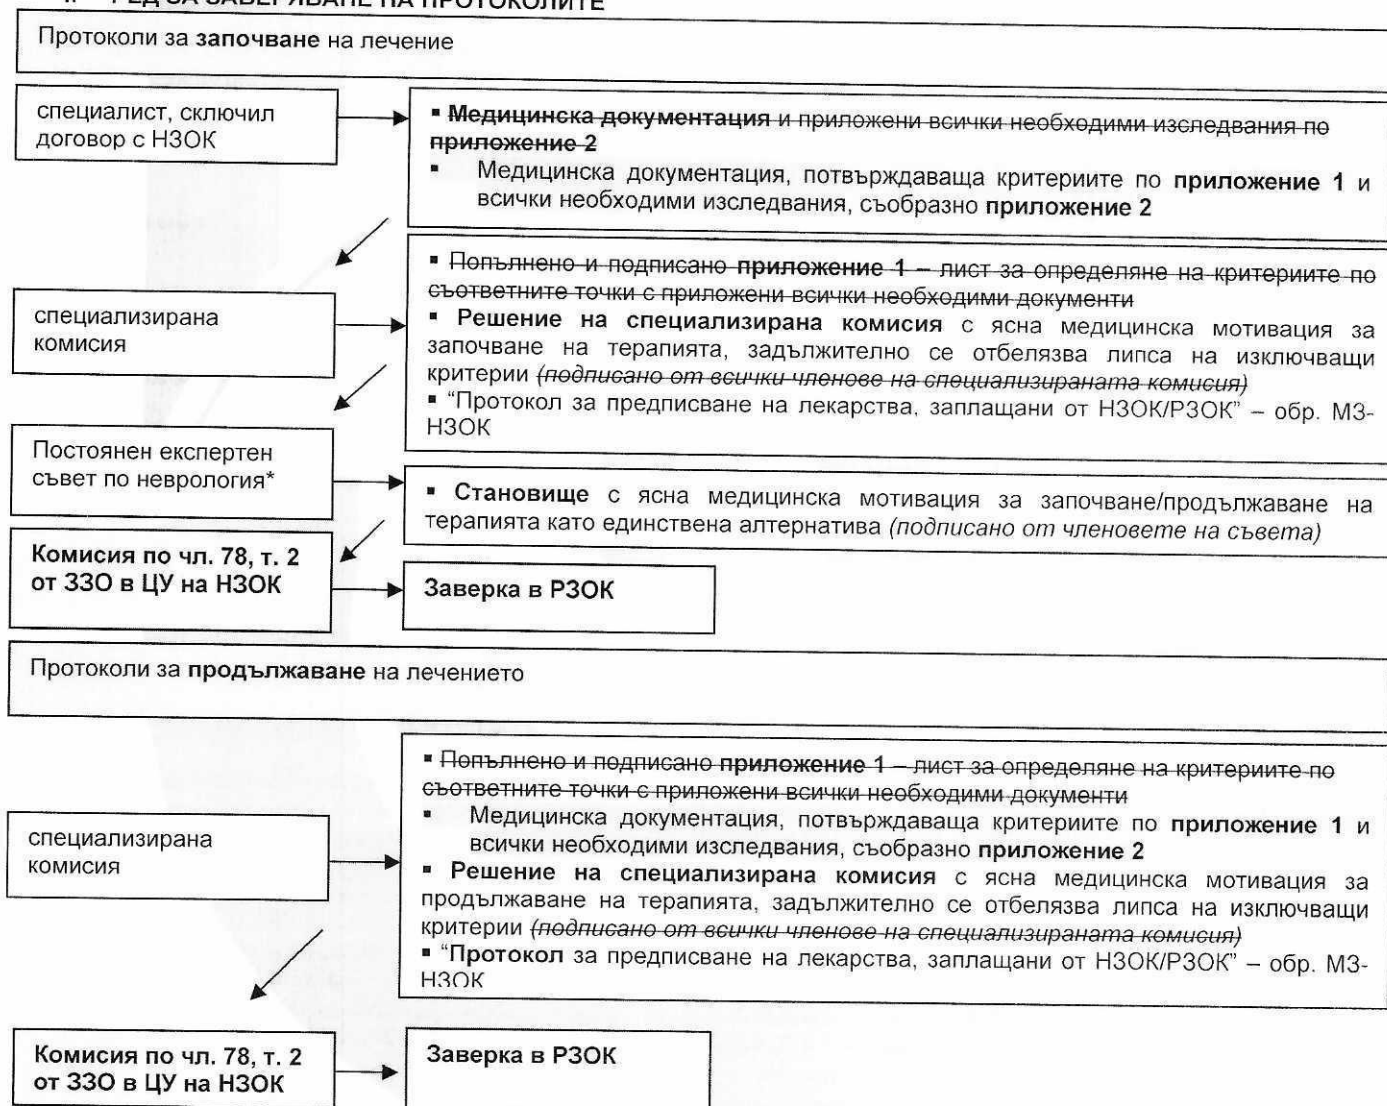 РЕД ЗА ЗАВЕРЯВАНЕ НА ПРОТОКОЛИТЕ
Протоколи за започване на лечение
специалист, сключил
договор с НЗОК
▪ Медицинска документация и приложени всички необходими изследвания по
приложение 2
▪ Медицинска документация, потвърждаваща критериите по приложение 1 и
всички необходими изследвания, съобразно приложение 2
специализирана
комисия
▪ Попълнено и подписано приложение 1 – лист за определяне на критериите по
съответните точки с приложени всички необходими документи
▪ Решение на специализирана комисия с ясна медицинска мотивация за
започване на терапията, задължително се отбелязва липса на изключващи
критерии (подписано от всички членове на специализираната комисия)
▪ "Протокол за предписване на лекарства, заплащани от НЗОК/РЗОК" – обр. МЗ-
НЗОК
Постоянен експертен
съвет по неврология*
▪ Становище с ясна медицинска мотивация за започване/продължаване на
терапията като единствена алтернатива (подписано от членовете на съвета)
Комисия по чл. 78, т. 2
от ЗЗО в ЦУ на НЗОК
Заверка в РЗОК
Протоколи за продължаване на лечението
специализирана
комисия
▪ Попълнено и подписано приложение 1 – лист за определяне на критериите по
съответните точки с приложени всички необходими документи
▪ Медицинска документация, потвърждаваща критериите по приложение 1 и
всички необходими изследвания, съобразно приложение 2
▪ Решение на специализирана комисия с ясна медицинска мотивация за
продължаване на терапията, задължително се отбелязва липса на изключващи
критерии (подписано от всички членове на специализираната комисия)
▪ "Протокол за предписване на лекарства, заплащани от НЗОК/РЗОК" – обр. МЗ-
НЗОК
Комисия по чл. 78, т. 2
от ЗЗО в ЦУ на НЗОК
Заверка в РЗОК